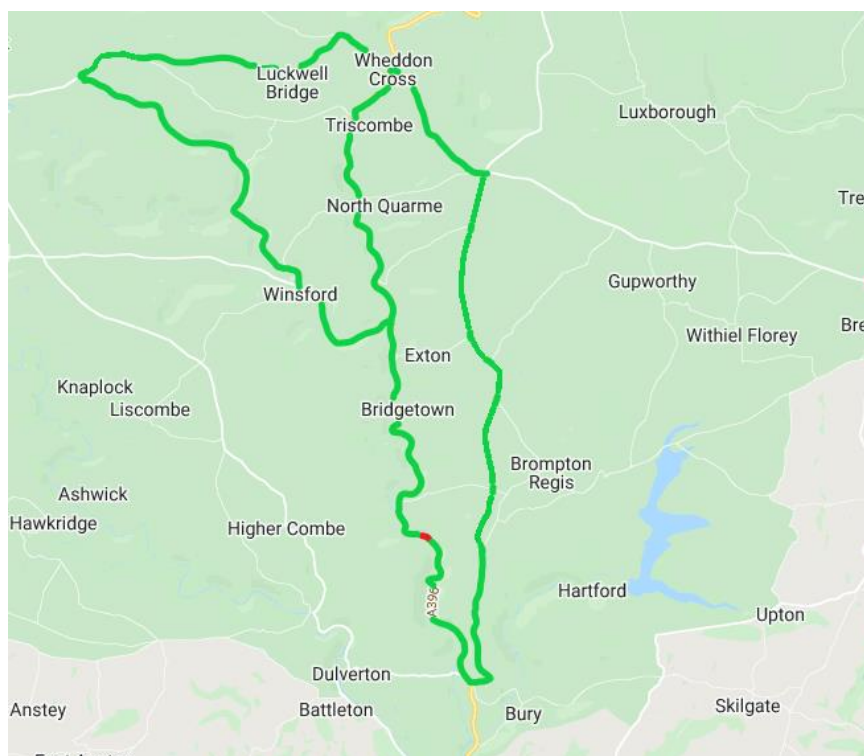 Wheddon
Cross
Luckwell
Bridge
Luxborough
Triscombe
Tre
North Quarme
Gupworthy
Winsford
Withiel Florey
Bre
Exton
Knaplock
Liscombe
Bridgetown
Brompton
Regis
Ashwick
Hawkridge
Higher Combe
Hartford
A396
Upton
Dulverton
Anstey
Battleton
Bury
Skilgate